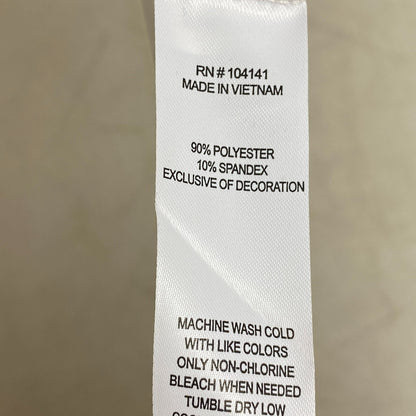 RN # 104141
MADE IN VIETNAM
90% POLYESTER
10% SPANDEX
EXCLUSIVE OF DECORATION
MACHINE WASH COLD
WITH LIKE COLORS
ONLY NON-CHLORINE
BLEACH WHEN NEEDED
TUMBLE DRY LOW